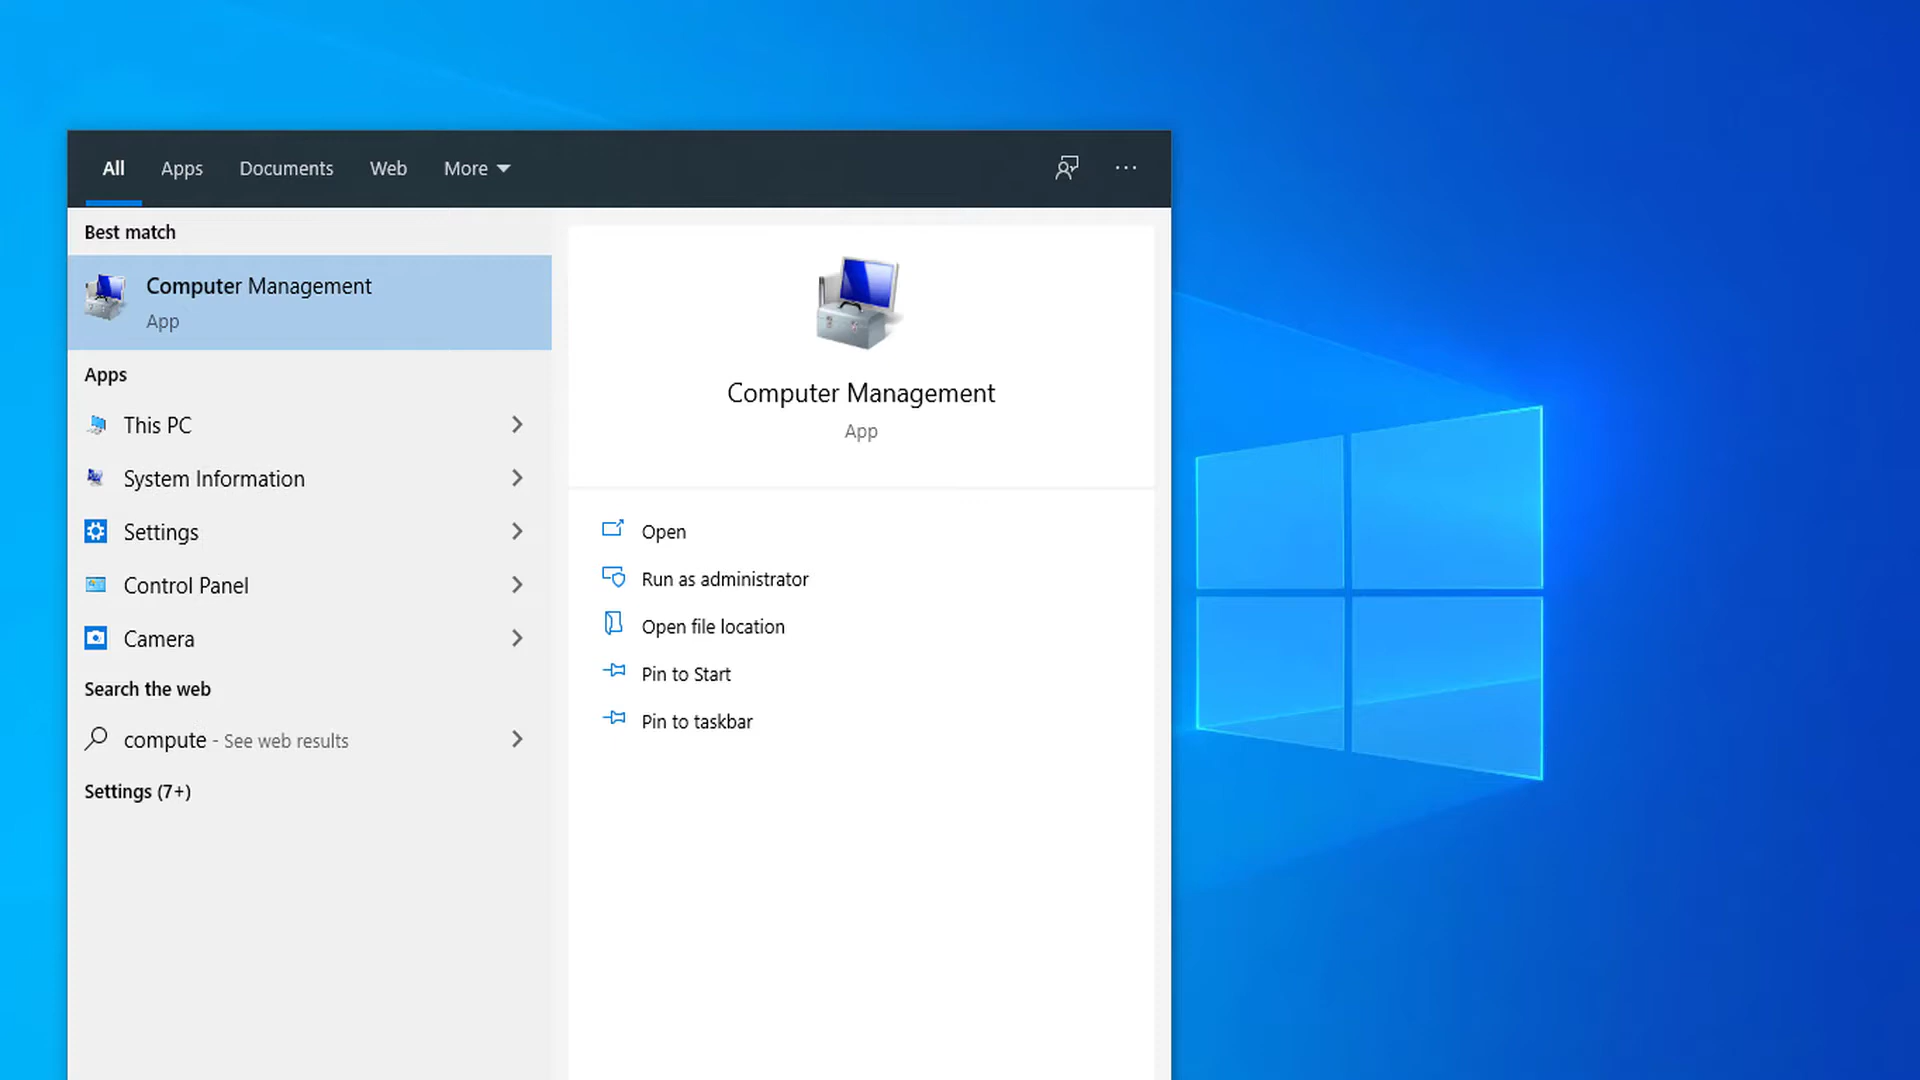 All Apps Documents Web More
Best match
Computer Management
App
Apps
This PC
System Information
Settings
Control Panel
Camera
Search the web
compute - See web results
Settings (7+)
Computer Management
App
Open
Run as administrator
Open file location
Pin to Start
Pin to taskbar